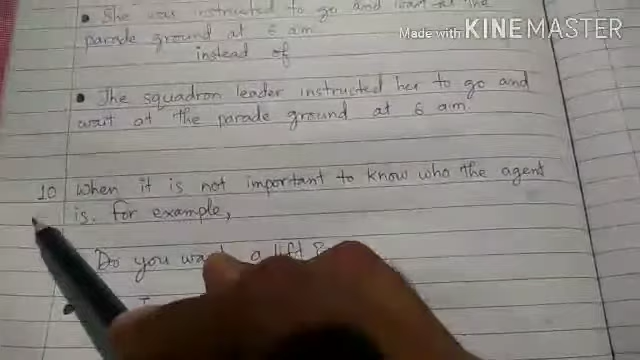 • She was instructed to go and wait at the
parade ground at 6 am
instead of
• The squadron leader instructed her to go and
wait at the parade ground at 6 am.
10 When it is not important to know who the agent
is. For example,
Do you want a lift
Made with KINEMASTER